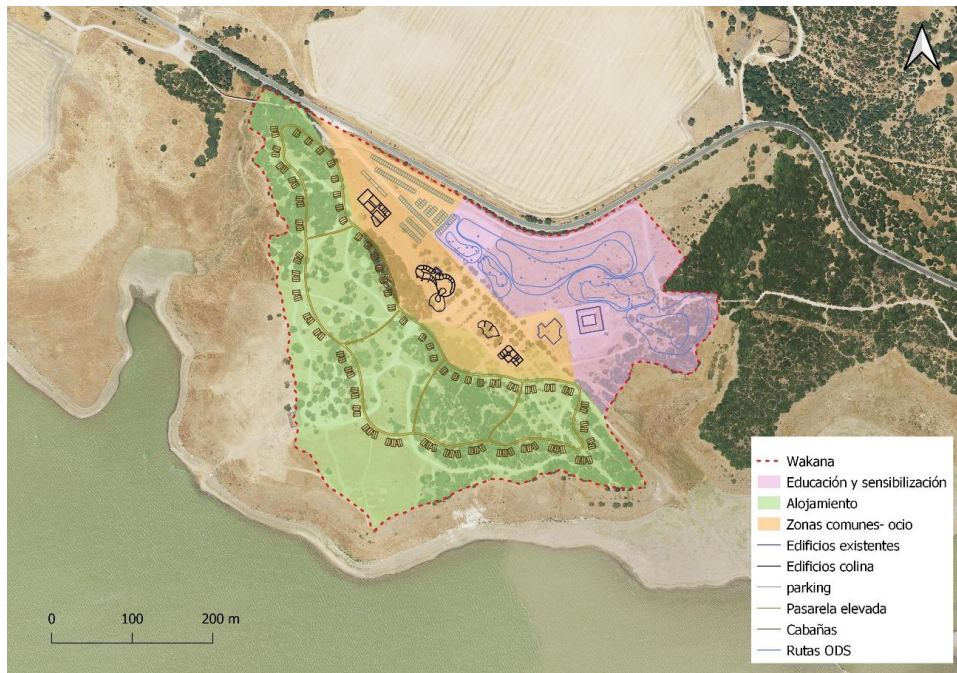 Wakana
Educación y sensibilización
Alojamiento
Zonas comunes- ocio
Edificios existentes
Edificios colina
parking
Pasarela elevada
Cabañas
Rutas ODS
0 100 200 m